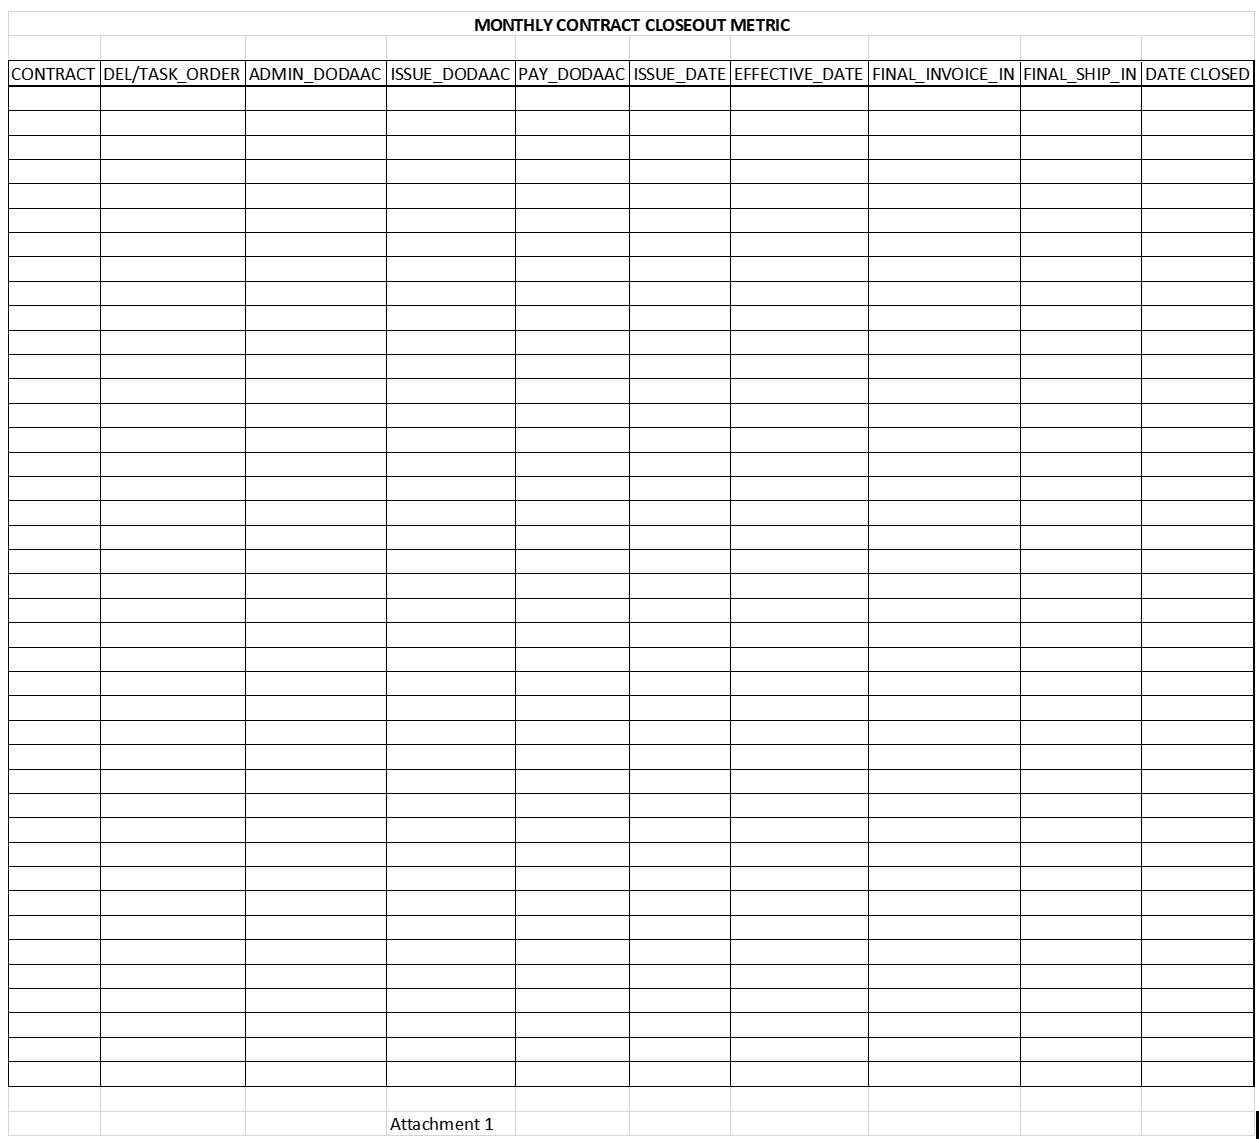 MONTHLY CONTRACT CLOSEOUT METRIC
CONTRACT DEL/TASK_ORDER ADMIN_DODAAC ISSUE_DODAAC PAY_DODAAC ISSUE_DATE EFFECTIVE_DATE FINAL_INVOICE_IN FINAL_SHIP_IN DATE CLOSED
Attachment 1